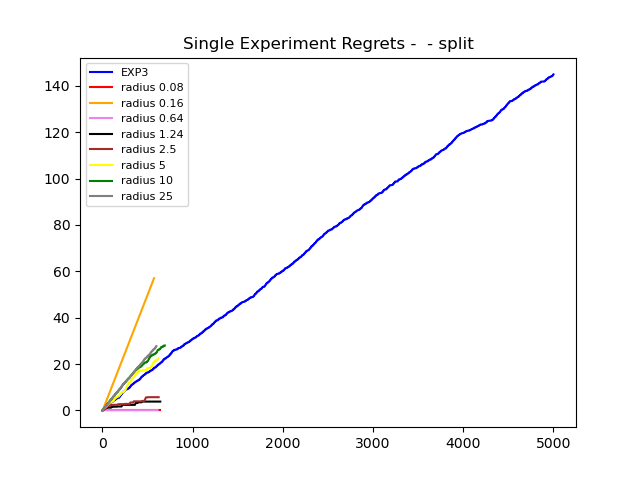 Single Experiment Regrets -  - split
EXP3
radius 0.08
radius 0.16
radius 0.64
radius 1.24
radius 2.5
radius 5
radius 10
radius 25
140
120
100
80
60
40
20
0
0 1000 2000 3000 4000 5000